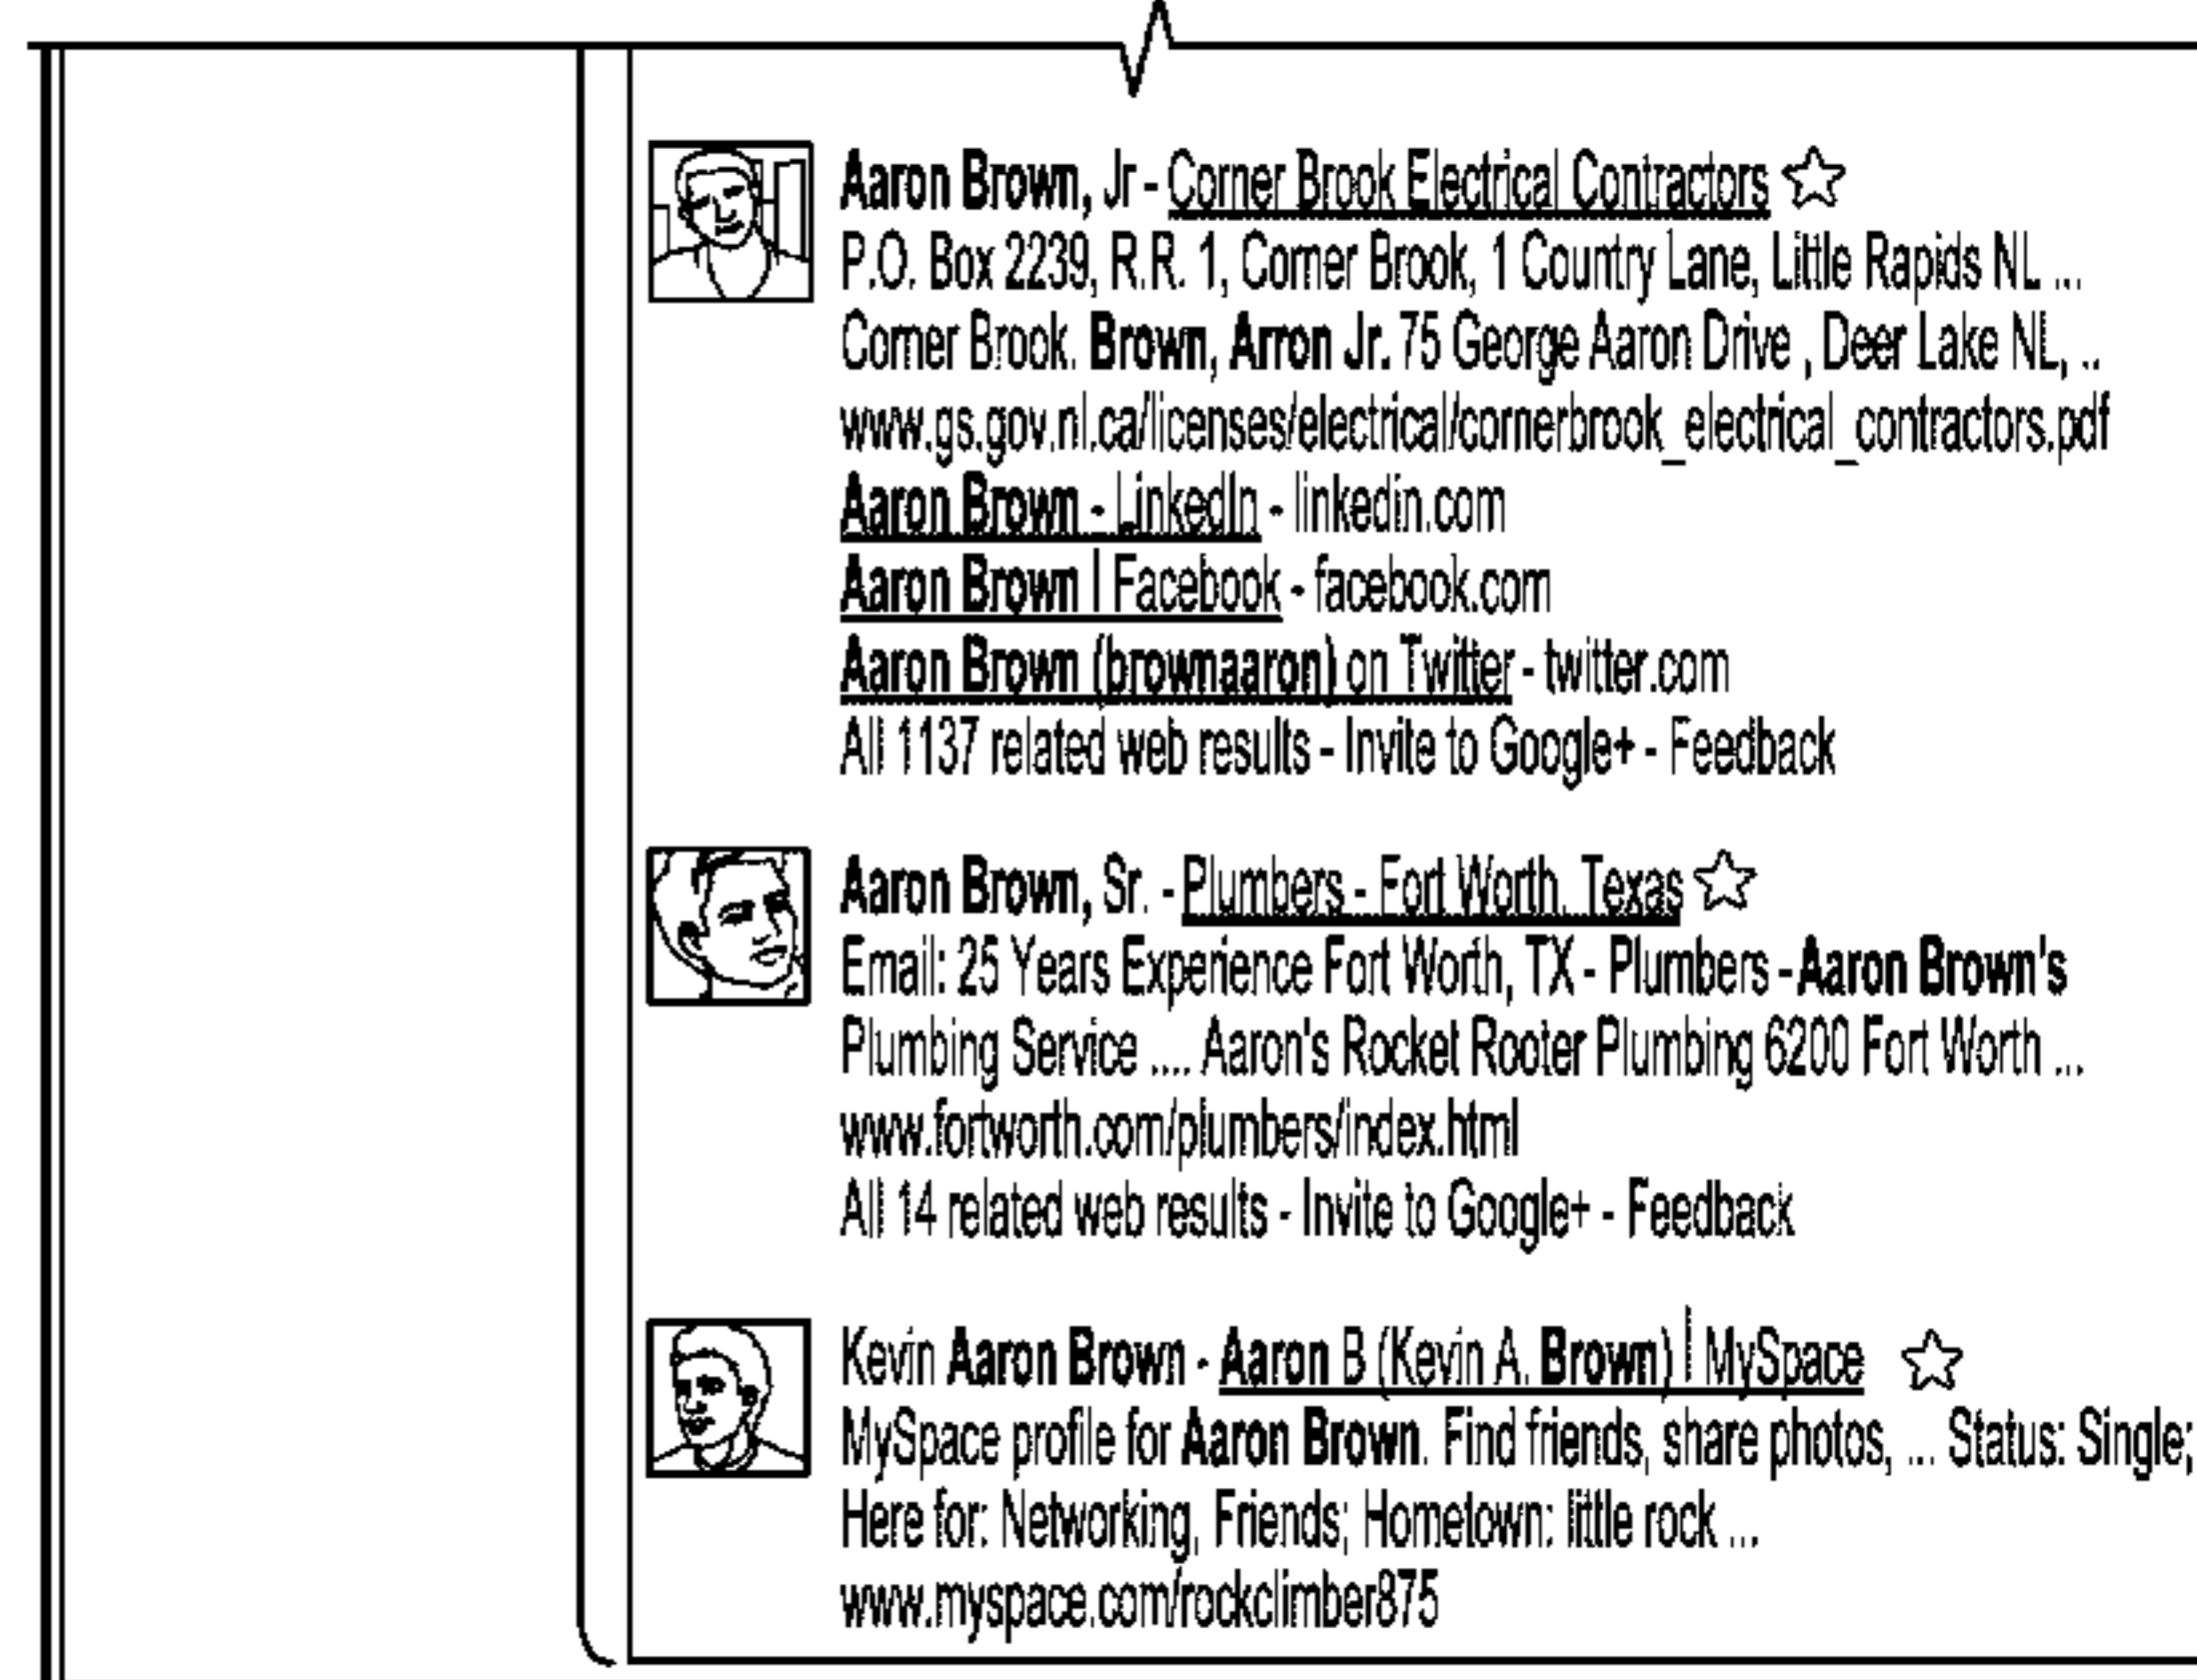 Aaron Brown, Jr - Corner Brook Electrical Contractors ☆
P.O. Box 2239, R.R. 1, Corner Brook, 1 Country Lane, Little Rapids NL ...
Corner Brook. Brown, Arron Jr. 75 George Aaron Drive , Deer Lake NL, ..
www.gs.gov.nl.ca/licenses/electrical/cornerbrook_electrical_contractors.pdf
Aaron Brown - LinkedIn - linkedin.com
Aaron Brown | Facebook - facebook.com
Aaron Brown (brownaaron) on Twitter - twitter.com
All 1137 related web results - Invite to Google+ - Feedback
Aaron Brown, Sr. - Plumbers - Fort Worth, Texas ☆
Email: 25 Years Experience Fort Worth, TX - Plumbers - Aaron Brown's
Plumbing Service .... Aaron's Rocket Rooter Plumbing 6200 Fort Worth ...
www.fortworth.com/plumbers/index.html
All 14 related web results - Invite to Google+ - Feedback
Kevin Aaron Brown - Aaron B (Kevin A. Brown) | MySpace ☆
MySpace profile for Aaron Brown. Find friends, share photos, ... Status: Single;
Here for: Networking, Friends; Hometown: little rock ...
www.myspace.com/rockclimber875